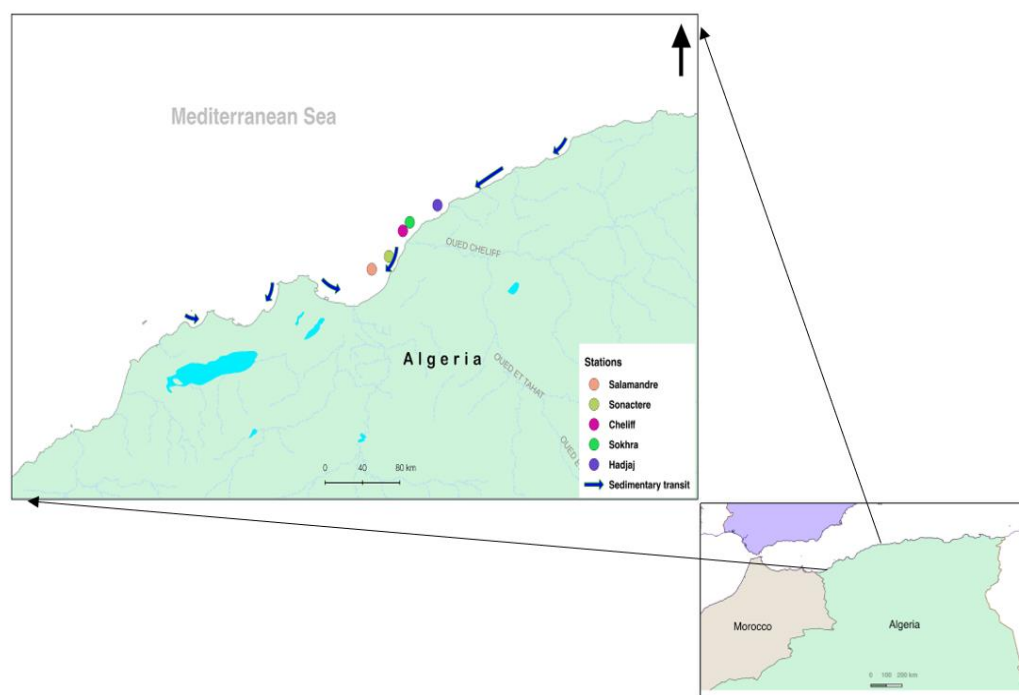 Mediterranean Sea
OUED CHELIFF
Algeria
OUED ET TAHAT
OUED E
Stations
Salamandre
Sonactere
Cheliff
Sokhra
Hadjaj
Sedimentary transit
0 40 80 km
Morocco
Algeria
0 100 200 km